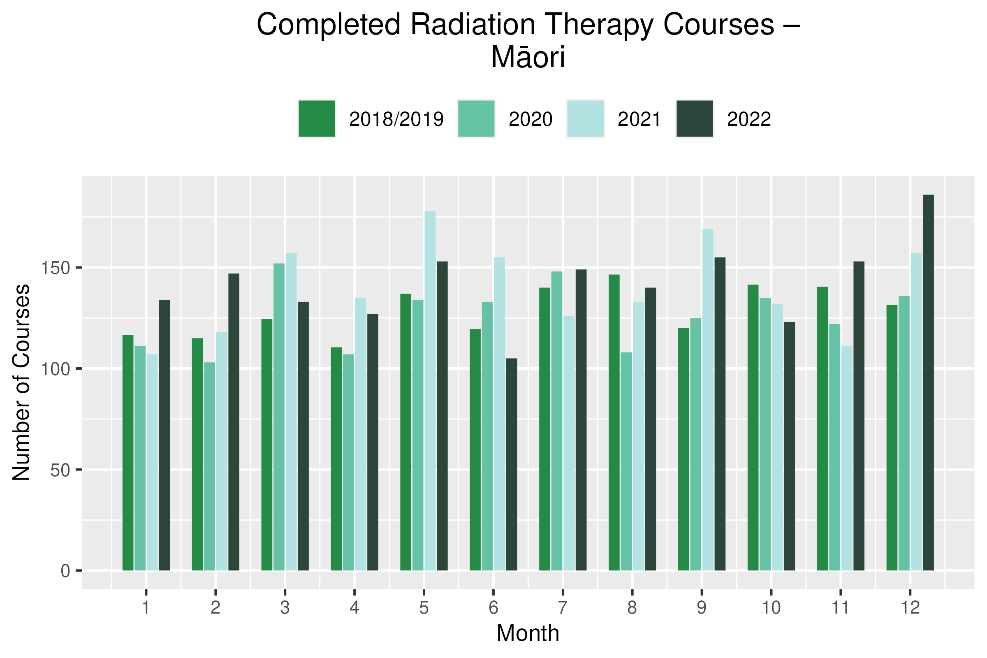 Completed Radiation Therapy Courses –
Māori
2018/2019 2020 2021 2022
Number of Courses
150
100
50
0
1 2 3 4 5 6 7 8 9 10 11 12
Month